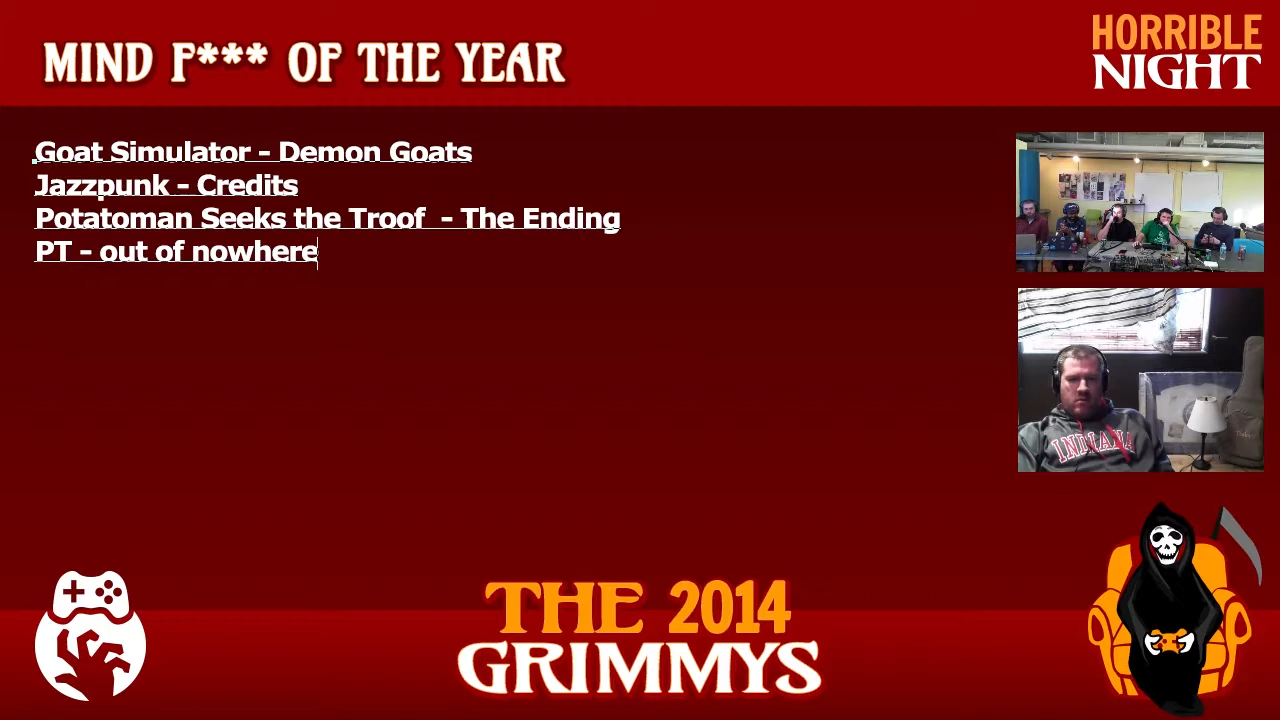 MIND F*** OF THE YEAR
HORRIBLE
NIGHT
Goat Simulator - Demon Goats
Jazzpunk - Credits
Potatoman Seeks the Troof  - The Ending
PT - out of nowhere
INDIANA
THE 2014
GRIMMYS